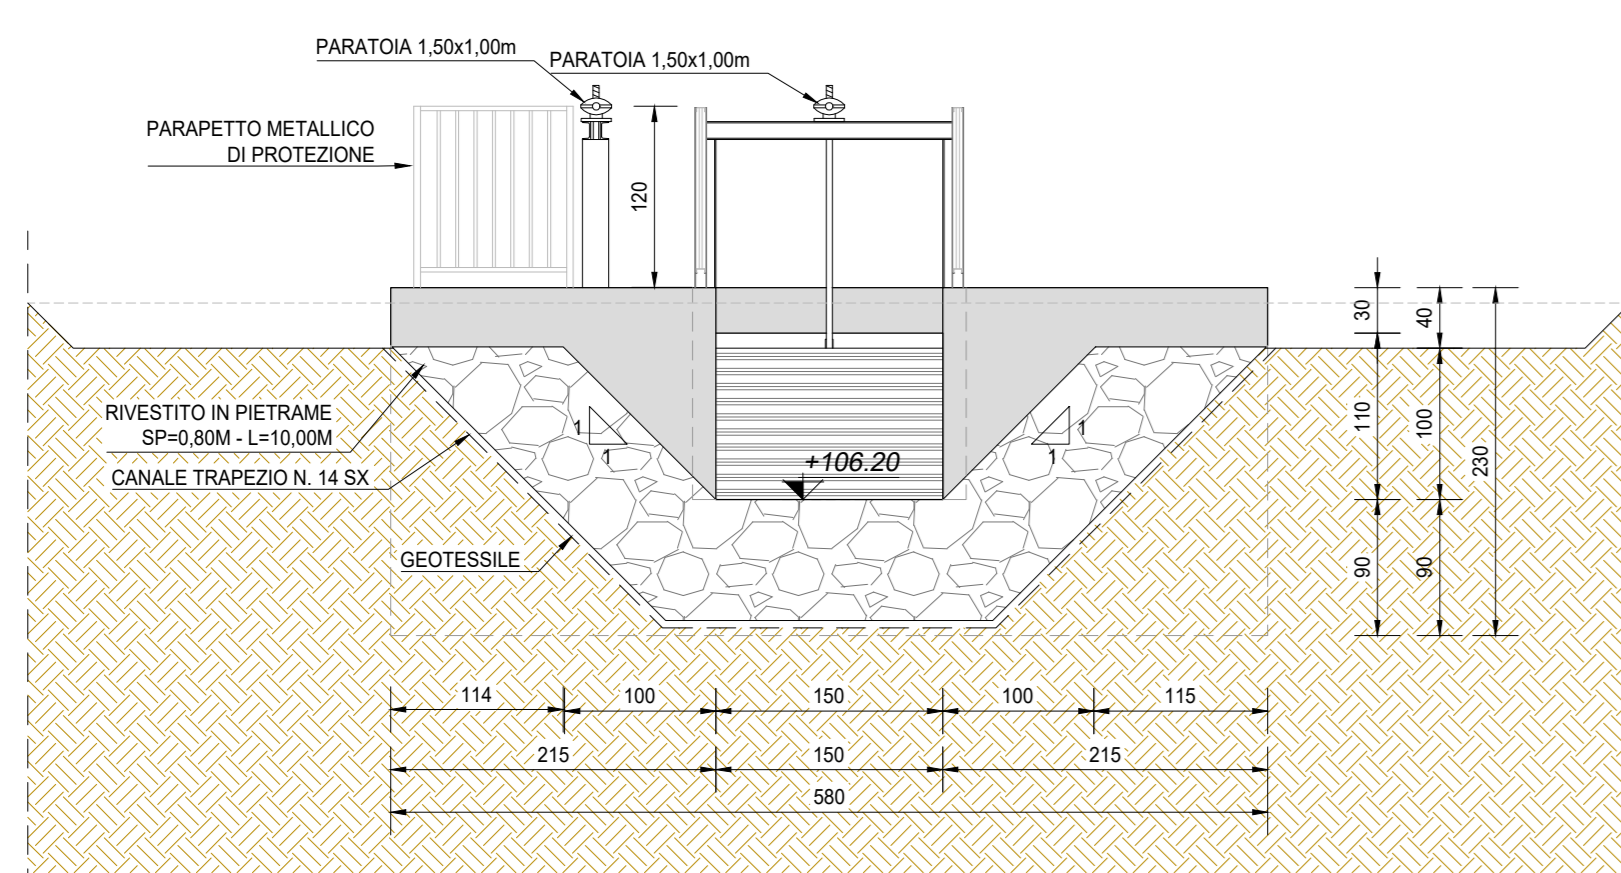 PARATOIA 1,50x1,00m
PARATOIA 1,50x1,00m
PARAPETTO METALLICO
DI PROTEZIONE
120
30
40
RIVESTITO IN PIETRAME
SP=0,80M - L=10,00M
1
1
1
1
110
100
230
+106.20
CANALE TRAPEZIO N. 14 SX
GEOTESSILE
90
90
114
100
150
100
115
215
150
215
580